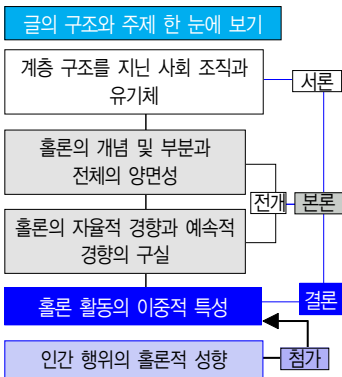 글의 구조와 주제 한 눈에 보기
계층 구조를 지닌 사회 조직과
유기체
서론
홀론의 개념 및 부분과
전체의 양면성
전개
본론
홀론의 자율적 경향과 예속적
경향의 구실
홀론 활동의 이중적 특성
결론
인간 행위의 홀론적 성향
첨가